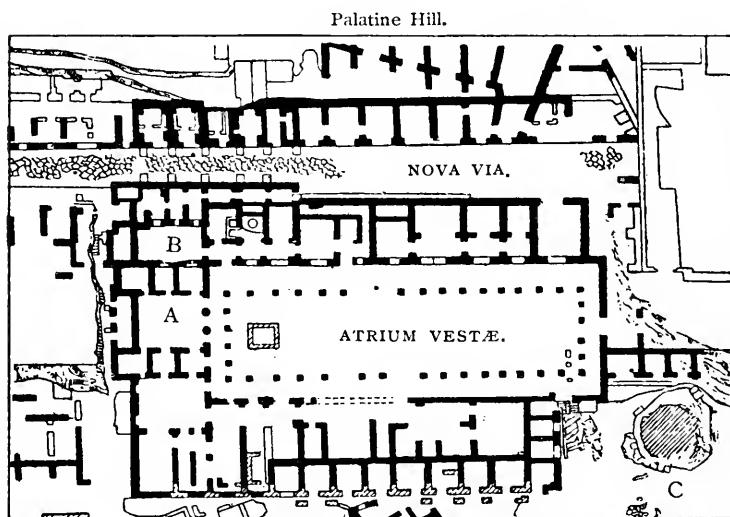 Palatine Hill.
NOVA VIA.
B
A
ATRIUM VESTÆ.
C